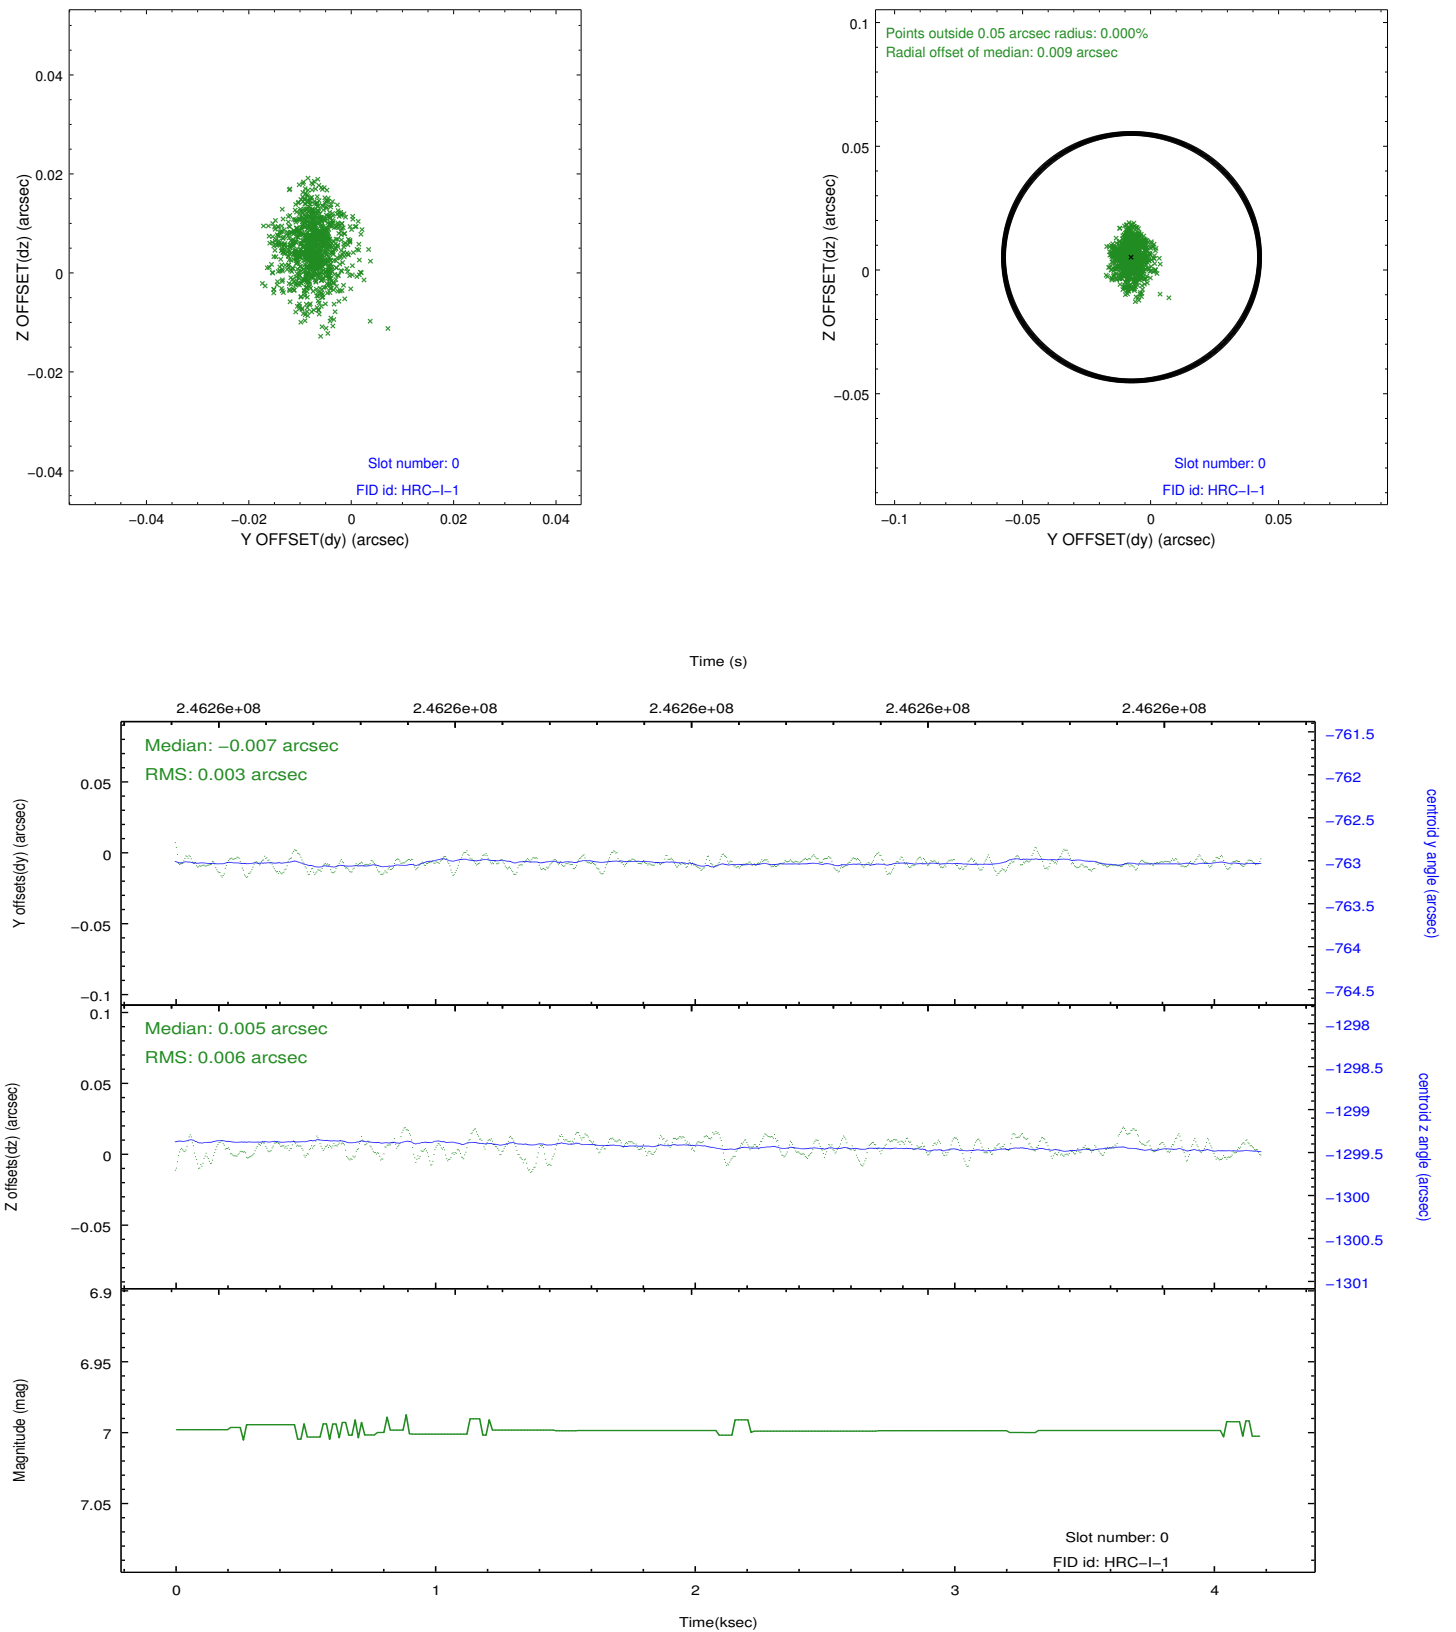 0.04
0.02
0
−0.02
−0.04
Z OFFSET(dz) (arcsec)
Slot number: 0
FID id: HRC−I−1
−0.04
−0.02
0
0.02
0.04
Y OFFSET(dy) (arcsec)
Points outside 0.05 arcsec radius: 0.000%
Radial offset of median: 0.009 arcsec
0.1
0.05
0
−0.05
Z OFFSET(dz) (arcsec)
Slot number: 0
FID id: HRC−I−1
−0.1
−0.05
0
0.05
Y OFFSET(dy) (arcsec)
Time (s)
2.4626e+08
2.4626e+08
2.4626e+08
2.4626e+08
2.4626e+08
Median: −0.007 arcsec
RMS: 0.003 arcsec
0.05
0
−0.05
−0.1
Y offsets(dy) (arcsec)
−761.5
−762
−762.5
−763
−763.5
−764
−764.5
centroid y angle (arcsec)
Median: 0.005 arcsec
RMS: 0.006 arcsec
0.1
0.05
0
−0.05
Z offsets(dz) (arcsec)
−1298
−1298.5
−1299
−1299.5
−1300
−1300.5
−1301
centroid z angle (arcsec)
6.9
6.95
7
7.05
Magnitude (mag)
Slot number: 0
FID id: HRC−I−1
0
1
2
3
4
Time(ksec)